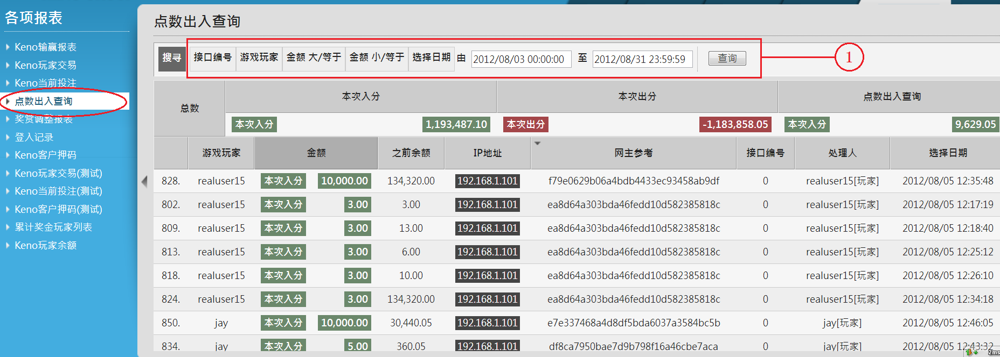 各项报表
Keno输赢报表
Keno玩家交易
Keno当前投注
点数出入查询
奖赏调整报表
登入记录
Keno客户押码
Keno玩家交易(测试)
Keno当前投注(测试)
Keno客户押码(测试)
累计奖金玩家列表
Keno玩家余额
点数出入查询
搜寻 接口编号 游戏玩家 金额 大/等于 金额 小/等于 选择日期 由 2012/08/03 00:00:00 至 2012/08/31 23:59:59 查询 1
总数 本次入分 本次出分 点数出入查询
本次入分 1,193,487.10 本次出分 -1,183,858.05 本次入分 9,629.05
游戏玩家 金额 之前余额 IP地址 网主参考 接口编号 处理人 选择日期
828. realuser15 本次入分 10,000.00 134,320.00 192.168.1.101 f79e0629b06a4bdb4433ec93458ab9df 0 realuser15[玩家] 2012/08/05 12:35:48
802. realuser15 本次入分 3.00 3.00 192.168.1.101 ea8d64a303bda46fedd10d582385818c 0 realuser15[玩家] 2012/08/05 12:17:19
809. realuser15 本次入分 3.00 13.00 192.168.1.101 ea8d64a303bda46fedd10d582385818c 0 realuser15[玩家] 2012/08/05 12:18:40
813. realuser15 本次入分 3.00 6.00 192.168.1.101 ea8d64a303bda46fedd10d582385818c 0 realuser15[玩家] 2012/08/05 12:25:12
818. realuser15 本次入分 3.00 10.00 192.168.1.101 ea8d64a303bda46fedd10d582385818c 0 realuser15[玩家] 2012/08/05 12:26:10
824. realuser15 本次入分 3.00 134,320.00 192.168.1.101 ea8d64a303bda46fedd10d582385818c 0 realuser15[玩家] 2012/08/05 12:34:18
850. jay 本次入分 10,000.00 30,440.05 192.168.1.101 e7e337468a4d8df5bda6037a3584bc5b 0 jay[玩家] 2012/08/05 12:46:05
834. jay 本次入分 5.00 360.05 192.168.1.101 df8ca7950bae7d9b798f16a46cbe7aca 0 jay[玩家] 2012/08/05 12:43:32
2ms